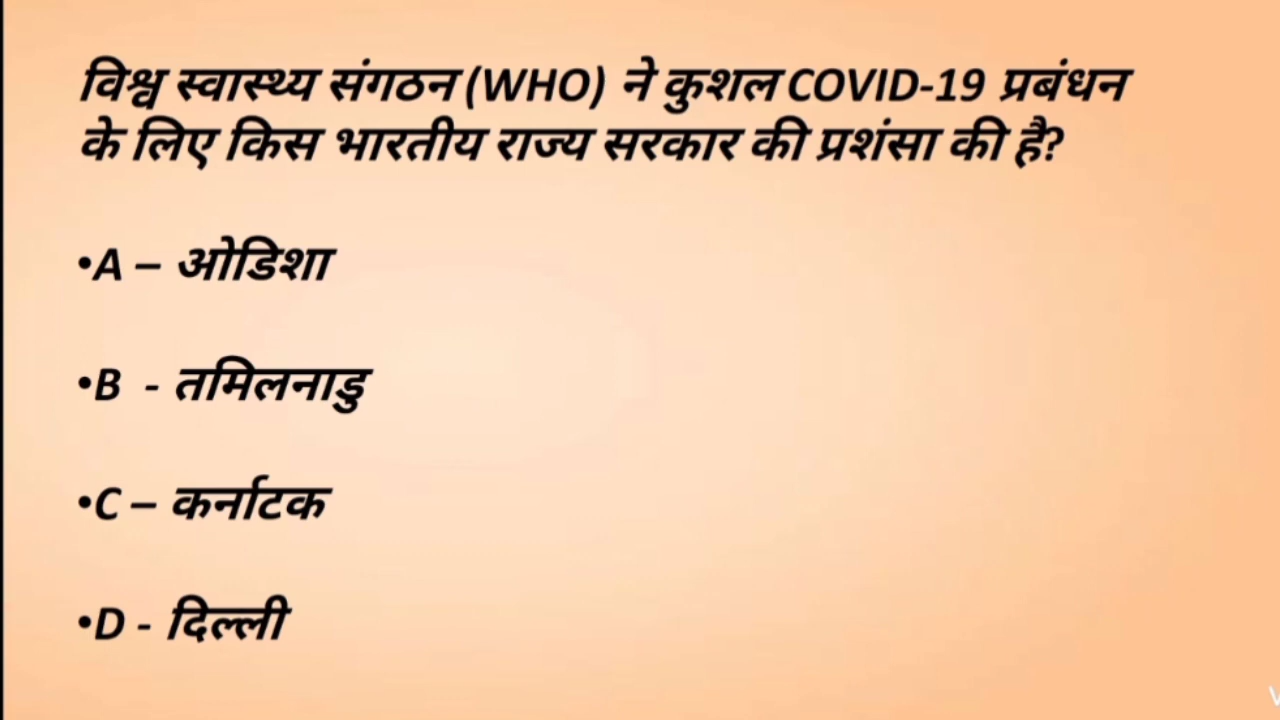 विश्व स्वास्थ्य संगठन (WHO) ने कुशल COVID-19 प्रबंधन
के लिए किस भारतीय राज्य सरकार की प्रशंसा की है?
•A – ओडिशा
•B - तमिलनाडु
•C – कर्नाटक
•D - दिल्ली